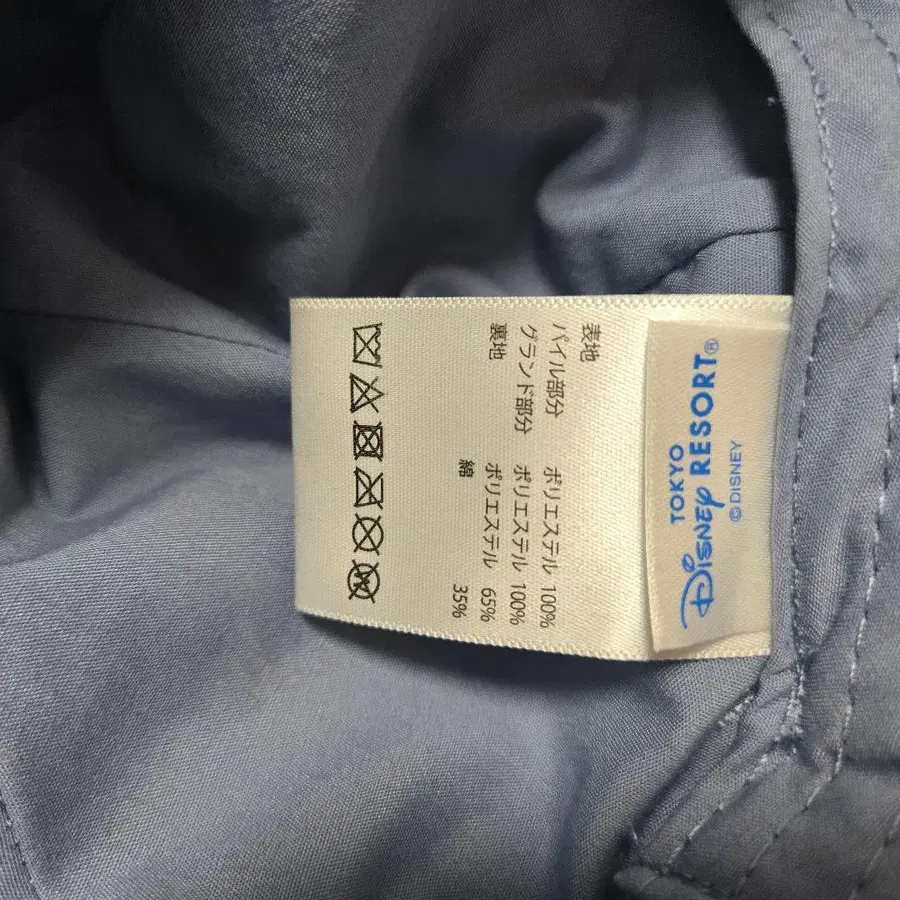 TOKYO
DISNEY RESORT®
© DISNEY
表地
パイル部分 ポリエステル 100%
グランド部分 ポリエステル 100%
裏地 ポリエステル 65%
綿 35%